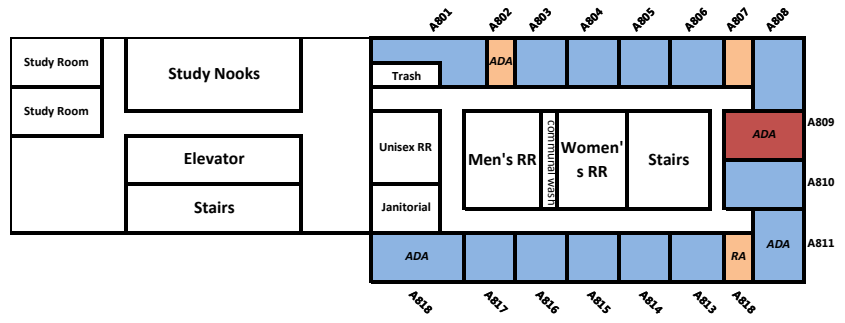 A801
A802
A803
A804
A805
A806
A807
A808
Study Room
Study Nooks
ADA
Trash
Study Room
A809
ADA
Unisex RR
Men's RR
communal wash
Women'
s RR
Stairs
Elevator
A810
Stairs
Janitorial
ADA
RA
ADA
A811
A818
A817
A816
A815
A814
A813
A818